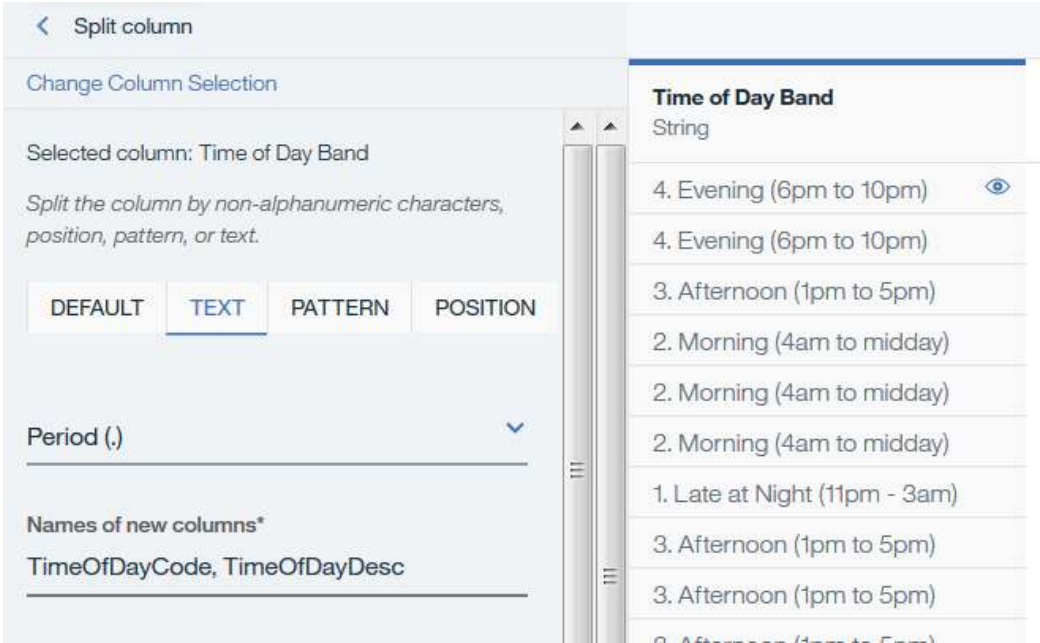 Split column
Change Column Selection
Selected column: Time of Day Band
Split the column by non-alphanumeric characters,
position, pattern, or text.
DEFAULT TEXT PATTERN POSITION
Period (.)
Names of new columns*
TimeOfDayCode, TimeOfDayDesc
Time of Day Band
String
4. Evening (6pm to 10pm)
4. Evening (6pm to 10pm)
3. Afternoon (1pm to 5pm)
2. Morning (4am to midday)
2. Morning (4am to midday)
2. Morning (4am to midday)
1. Late at Night (11pm - 3am)
3. Afternoon (1pm to 5pm)
3. Afternoon (1pm to 5pm)